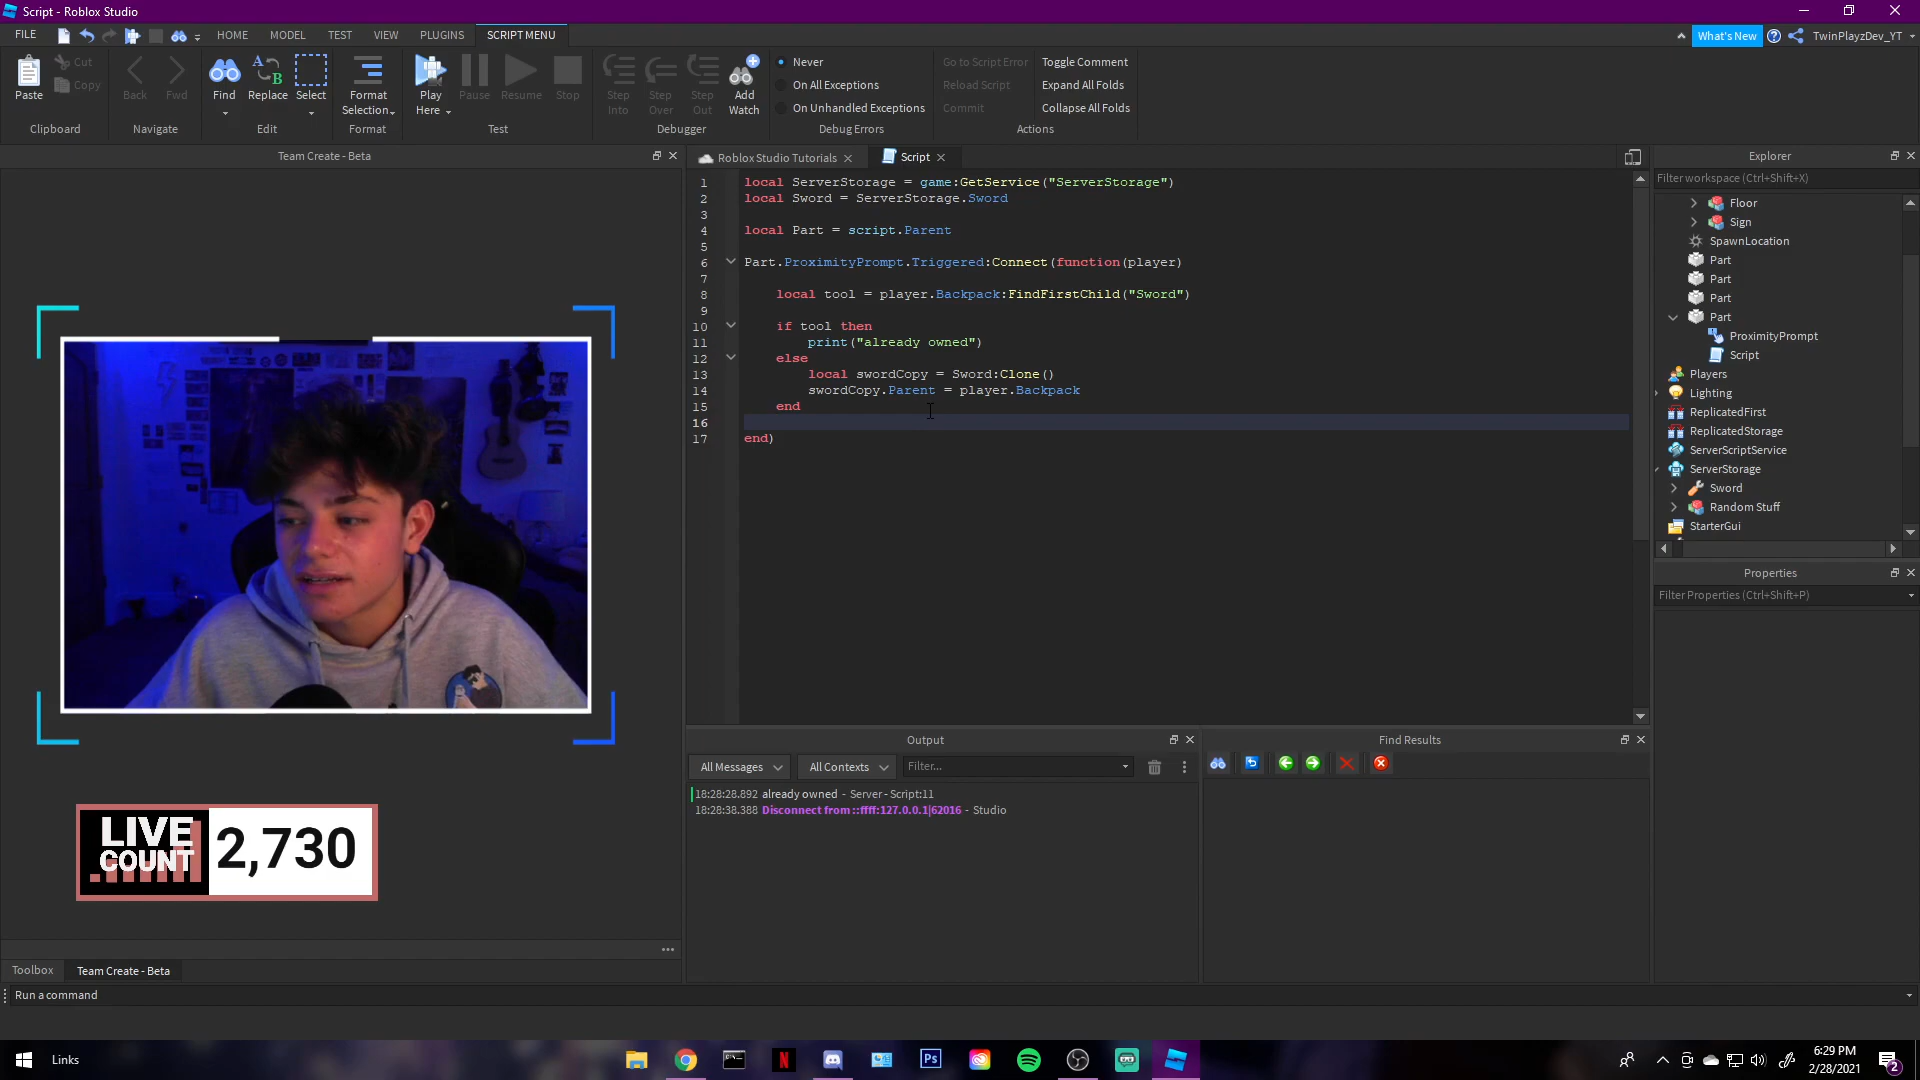 Script - Roblox Studio
FILE HOME MODEL TEST VIEW PLUGINS SCRIPT MENU What's New TwinPlayzDev_YT
Paste Cut Copy
Clipboard
Back Fwd
Navigate
Find Replace Select
Edit
Format Selection
Format
Play Here Pause Resume Stop
Test
Step Into Step Over Step Out Add Watch
Debugger
Never
On All Exceptions
On Unhandled Exceptions
Debug Errors
Go to Script Error Toggle Comment
Reload Script Expand All Folds
Commit Collapse All Folds
Actions
Team Create - Beta
Roblox Studio Tutorials Script
1 local ServerStorage = game:GetService("ServerStorage")
2 local Sword = ServerStorage.Sword
3
4 local Part = script.Parent
5
6 Part.ProximityPrompt.Triggered:Connect(function(player)
7
8 local tool = player.Backpack:FindFirstChild("Sword")
9
10 if tool then
11 print("already owned")
12 else
13 local swordCopy = Sword:Clone()
14 swordCopy.Parent = player.Backpack
15 end
16
17 end)
Explorer
Filter workspace (Ctrl+Shift+X)
Floor
Sign
SpawnLocation
Part
Part
Part
Part
ProximityPrompt
Script
Players
Lighting
ReplicatedFirst
ReplicatedStorage
ServerScriptService
ServerStorage
Sword
Random Stuff
StarterGui
Properties
Filter Properties (Ctrl+Shift+P)
Output
All Messages All Contexts Filter...
18:28:28.892 already owned - Server - Script:11
18:28:38.388 Disconnect from ::ffff:127.0.0.1|62016 - Studio
Find Results
LIVE COUNT 2,730
Toolbox Team Create - Beta
Run a command
Links
N
Ps
6:29 PM
2/28/2021
2